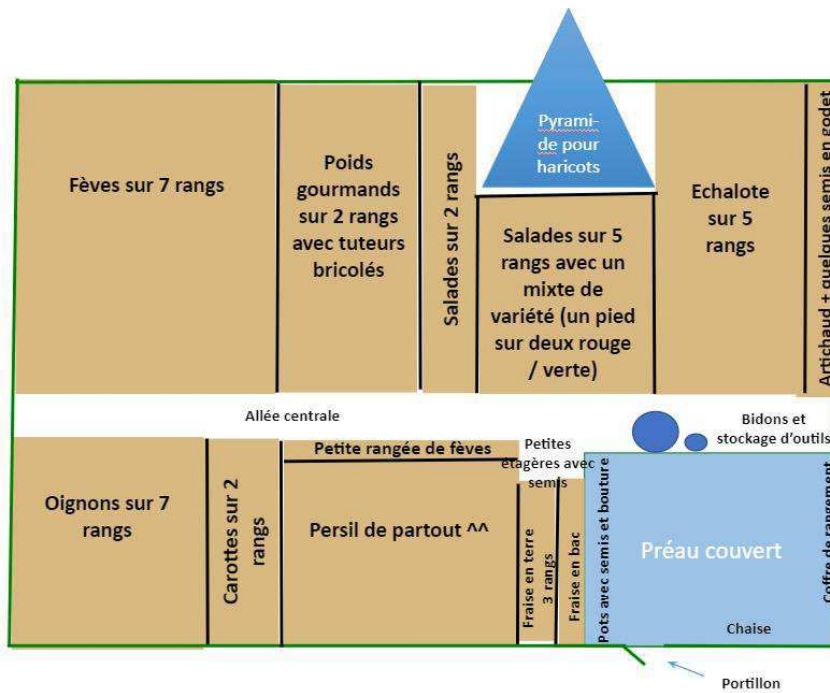 Fèves sur 7 rangs
Poids
gourmands
sur 2 rangs
avec tuteurs
bricolés
Salades sur 2 rangs
Pyrami-
de pour
haricots
Salades sur 5
rangs avec un
mixte de
variété (un pied
sur deux rouge
/ verte)
Echalote
sur 5
rangs
Artichaud + quelques semis en godet
Allée centrale
Bidons et
stockage d'outils
Oignons sur 7
rangs
Carottes sur 2
rangs
Petite rangée de fèves
Persil de partout ^^
Petites
étagères avec
semis
Fraise en terre
3 rangs
Fraise en bac
Pots avec semis et bouture
Préau couvert
Coffre de rangement
Chaise
Portillon